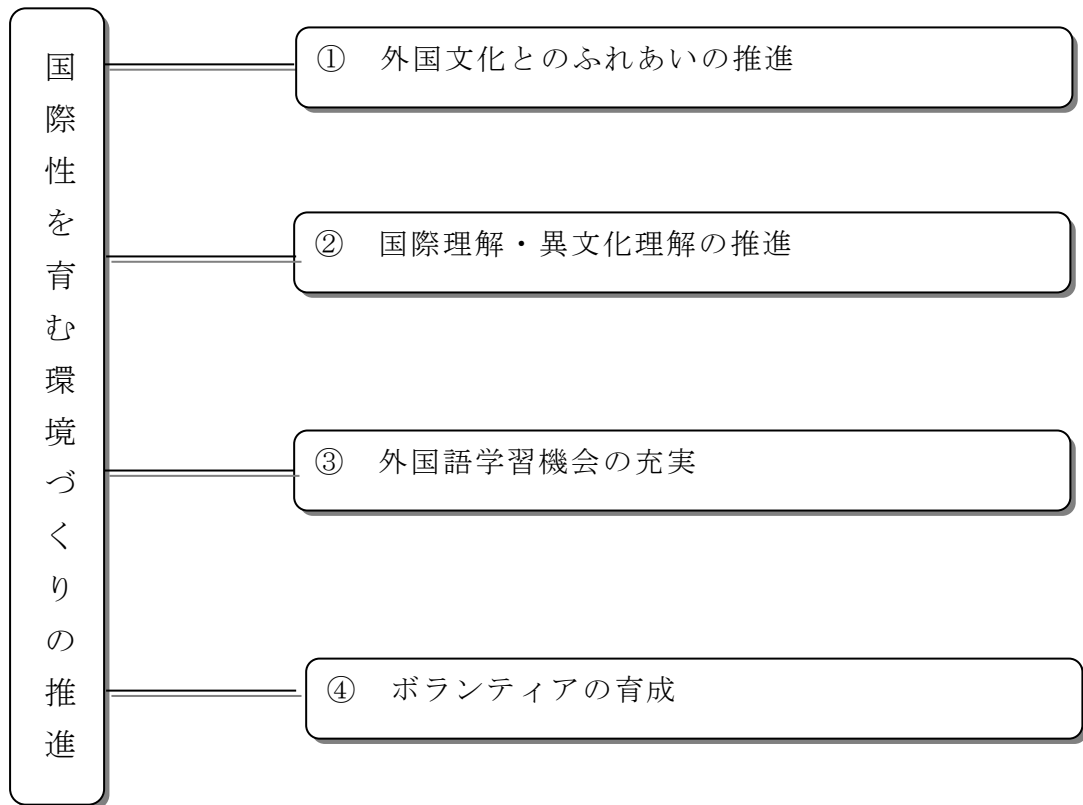 国際性を育む環境づくりの推進
① 外国文化とのふれあいの推進
② 国際理解・異文化理解の推進
③ 外国語学習機会の充実
④ ボランティアの育成